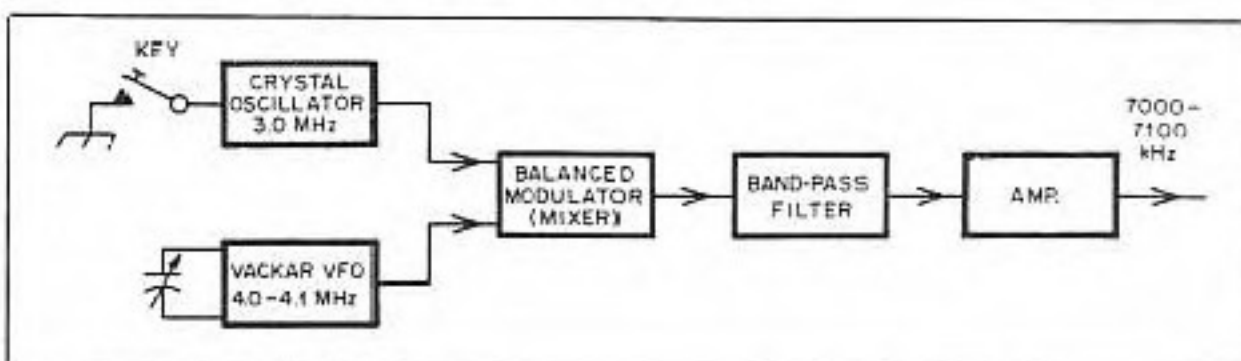 KEY
CRYSTAL
OSCILLATOR
3.0 MHz
VACKAR VFO
4.0-4.1 MHz
BALANCED
MODULATOR
(MIXER)
BAND-PASS
FILTER
AMP.
7000-
7100
kHz